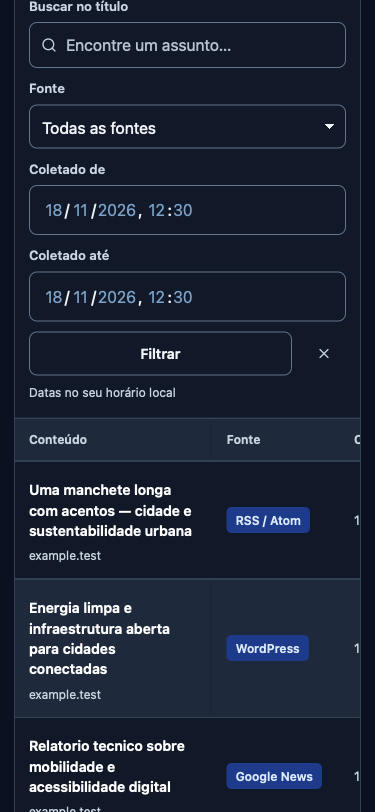 Buscar no título
Encontre um assunto...
Fonte
Todas as fontes
Coletado de
18/11/2026, 12:30
Coletado até
18/11/2026, 12:30
Filtrar
Datas no seu horário local
Conteúdo Fonte
Uma manchete longa
com acentos — cidade e
sustentabilidade urbana
example.test
RSS / Atom
Energia limpa e
infraestrutura aberta
para cidades
conectadas
example.test
WordPress
Relatorio tecnico sobre
mobilidade e
acessibilidade digital
example.test
Google News